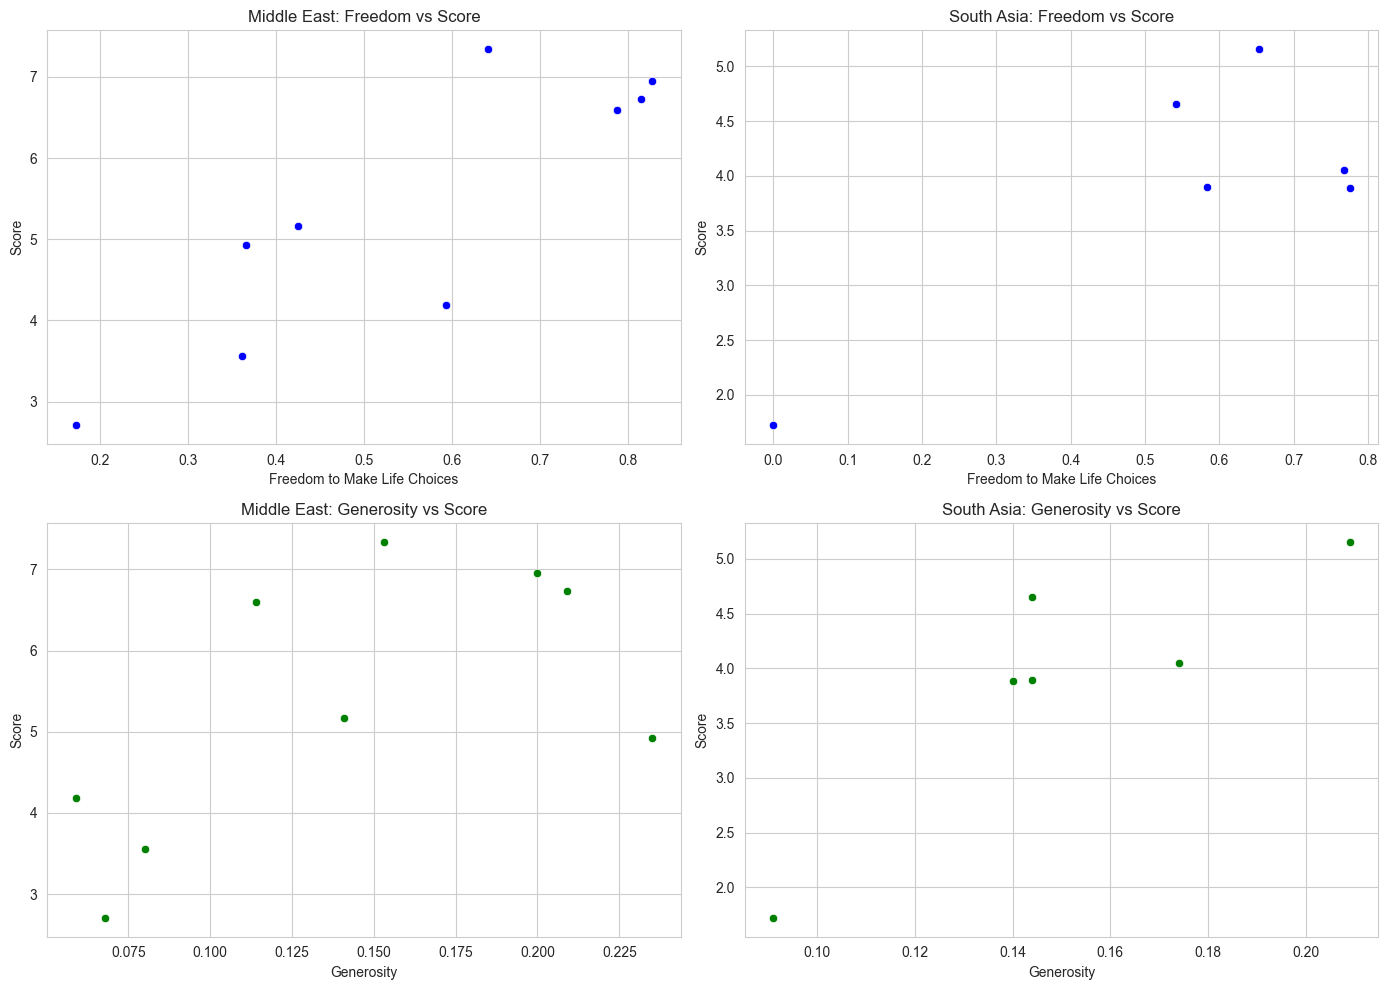 Middle East: Freedom vs Score
South Asia: Freedom vs Score
7
6
5
4
3
Score
0.2 0.3 0.4 0.5 0.6 0.7 0.8
Freedom to Make Life Choices
5.0
4.5
4.0
3.5
3.0
2.5
2.0
Score
0.0 0.1 0.2 0.3 0.4 0.5 0.6 0.7 0.8
Freedom to Make Life Choices
Middle East: Generosity vs Score
South Asia: Generosity vs Score
7
6
5
4
3
Score
0.075 0.100 0.125 0.150 0.175 0.200 0.225
Generosity
5.0
4.5
4.0
3.5
3.0
2.5
2.0
Score
0.10 0.12 0.14 0.16 0.18 0.20
Generosity